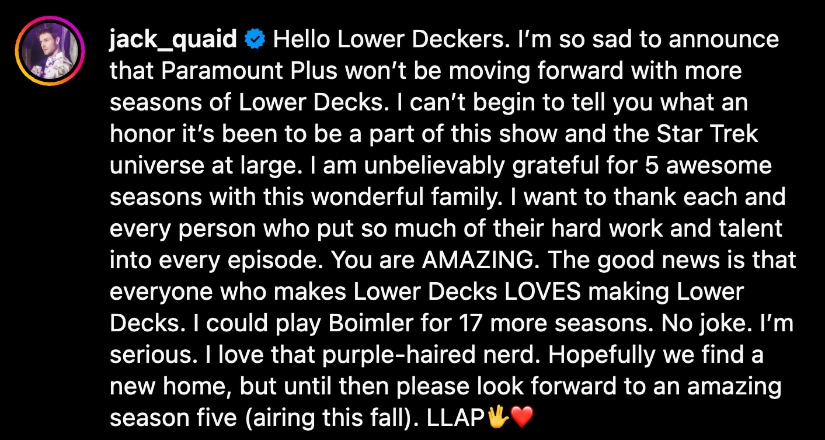 jack_quaid Hello Lower Deckers. I'm so sad to announce
that Paramount Plus won't be moving forward with more
seasons of Lower Decks. I can't begin to tell you what an
honor it's been to be a part of this show and the Star Trek
universe at large. I am unbelievably grateful for 5 awesome
seasons with this wonderful family. I want to thank each and
every person who put so much of their hard work and talent
into every episode. You are AMAZING. The good news is that
everyone who makes Lower Decks LOVES making Lower
Decks. I could play Boimler for 17 more seasons. No joke. I'm
serious. I love that purple-haired nerd. Hopefully we find a
new home, but until then please look forward to an amazing
season five (airing this fall). LLAP🖖❤️